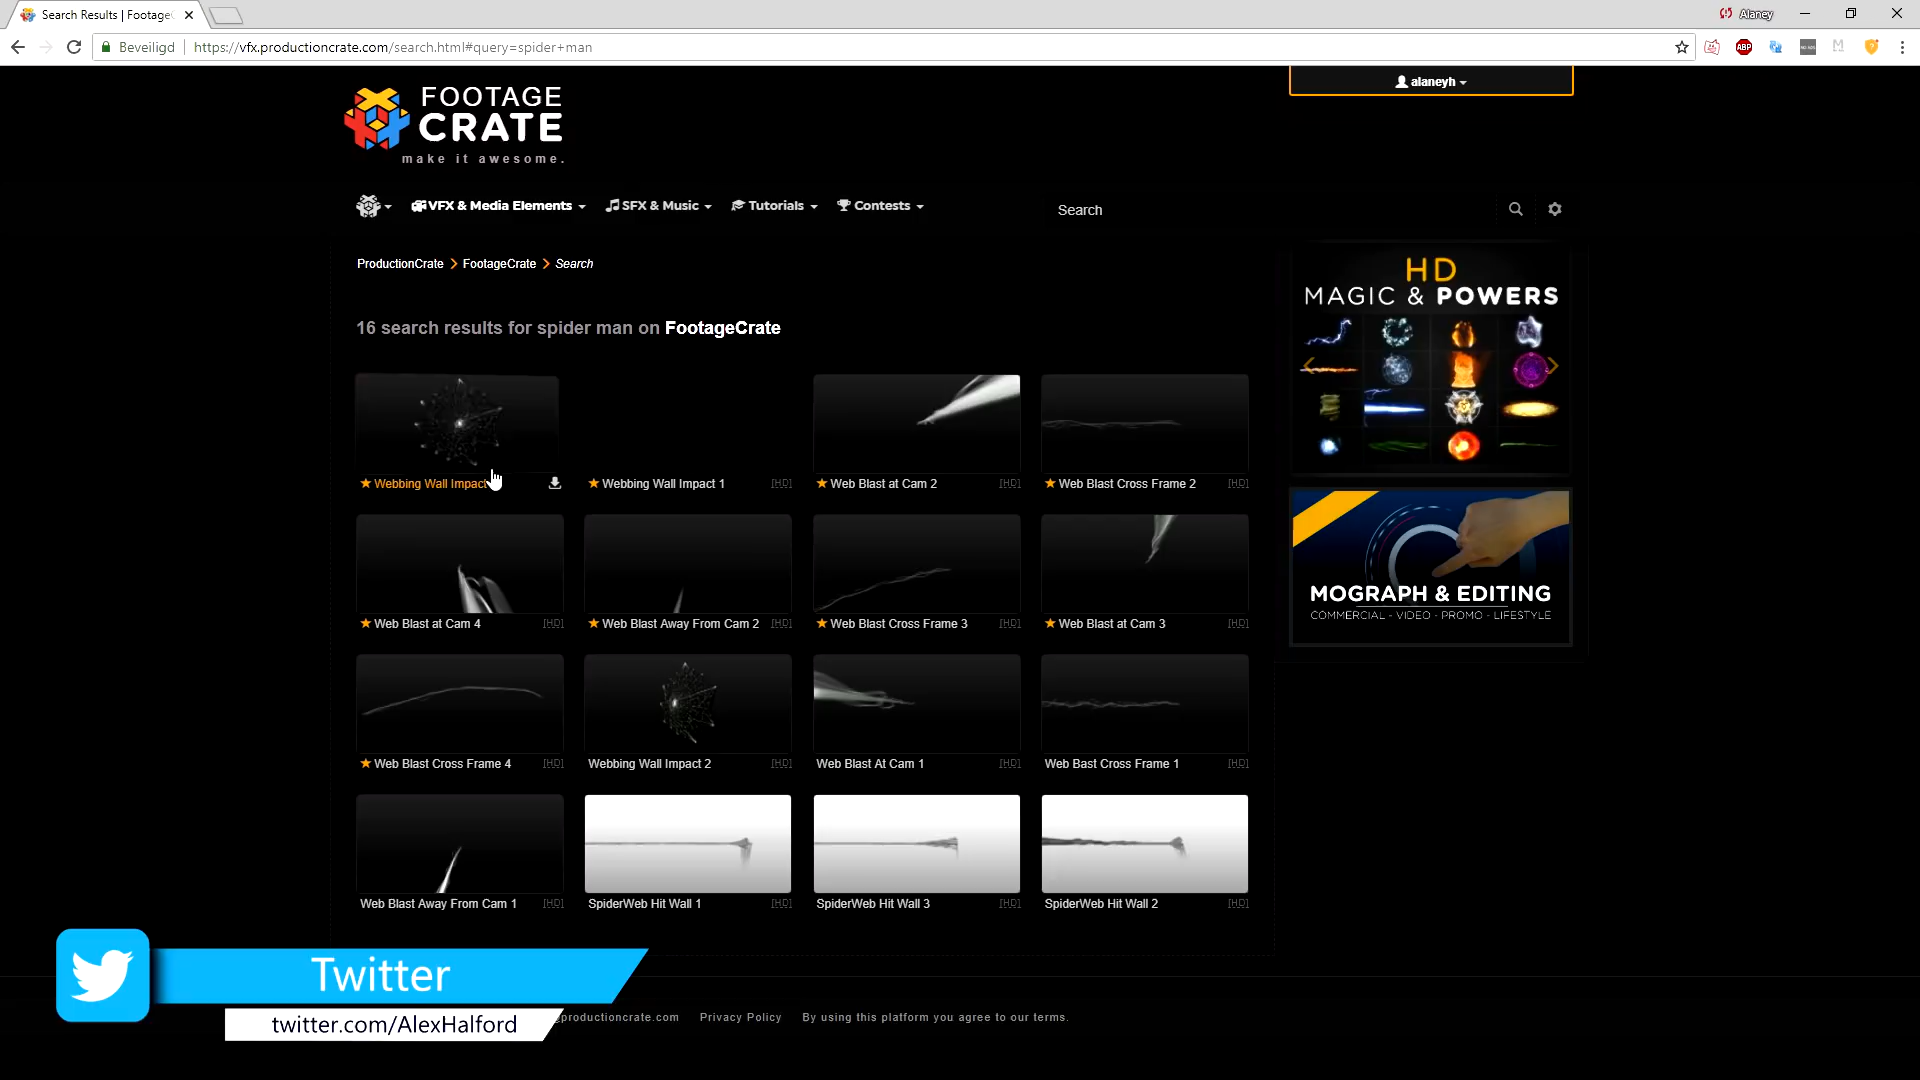 Search Results | Footage
Alaney
Beveiligd
https://vfx.productioncrate.com/search.html#query=spider+man
ABP
alaneyh
FOOTAGE
CRATE
make it awesome.
VFX & Media Elements
SFX & Music
Tutorials
Contests
Search
ProductionCrate
FootageCrate
Search
16 search results for spider man on FootageCrate
Webbing Wall Impact
Webbing Wall Impact 1
[HD]
Web Blast at Cam 2
[HD]
Web Blast Cross Frame 2
[HD]
Web Blast at Cam 4
[HD]
Web Blast Away From Cam 2
[HD]
Web Blast Cross Frame 3
[HD]
Web Blast at Cam 3
[HD]
Web Blast Cross Frame 4
[HD]
Webbing Wall Impact 2
[HD]
Web Blast At Cam 1
[HD]
Web Bast Cross Frame 1
[HD]
Web Blast Away From Cam 1
[HD]
SpiderWeb Hit Wall 1
[HD]
SpiderWeb Hit Wall 3
[HD]
SpiderWeb Hit Wall 2
[HD]
HD
MAGIC & POWERS
MOGRAPH & EDITING
COMMERCIAL - VIDEO - PROMO - LIFESTYLE
Twitter
twitter.com/AlexHalford
productioncrate.com
Privacy Policy
By using this platform you agree to our terms.